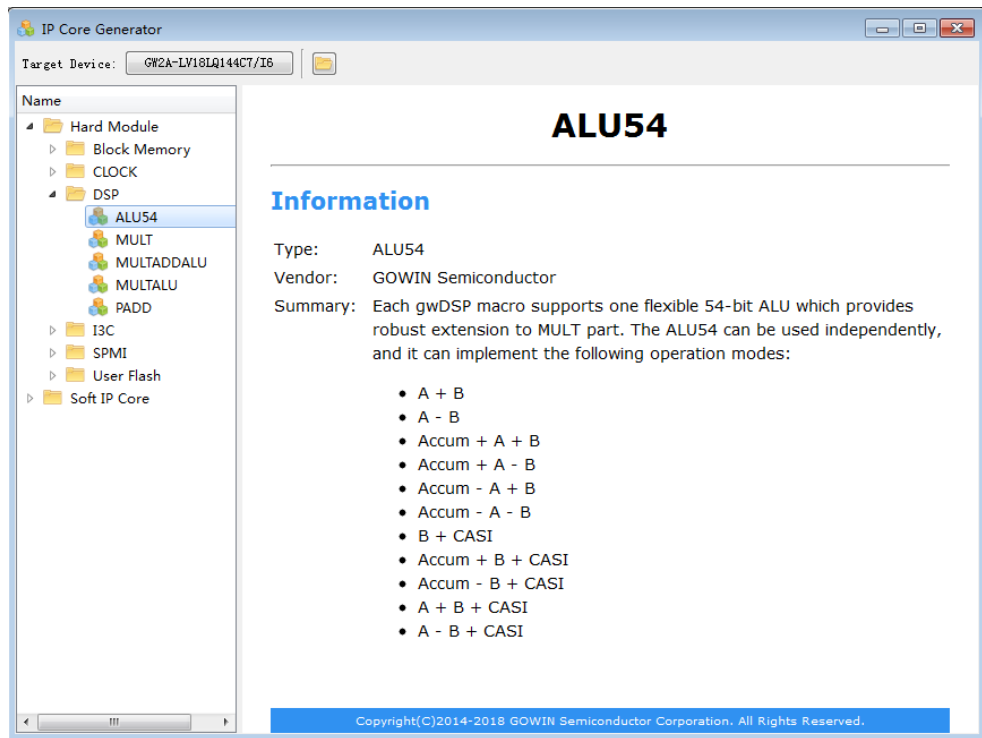 IP Core Generator
Target Device: GW2A-LV18LQ144C7/I6
Name
Hard Module
Block Memory
CLOCK
DSP
ALU54
MULT
MULTADDALU
MULTALU
PADD
I3C
SPMI
User Flash
Soft IP Core
ALU54
Information
Type: ALU54
Vendor: GOWIN Semiconductor
Summary: Each gwDSP macro supports one flexible 54-bit ALU which provides
robust extension to MULT part. The ALU54 can be used independently,
and it can implement the following operation modes:
• A + B
• A - B
• Accum + A + B
• Accum + A - B
• Accum - A + B
• Accum - A - B
• B + CASI
• Accum + B + CASI
• Accum - B + CASI
• A + B + CASI
• A - B + CASI
Copyright(C)2014-2018 GOWIN Semiconductor Corporation. All Rights Reserved.